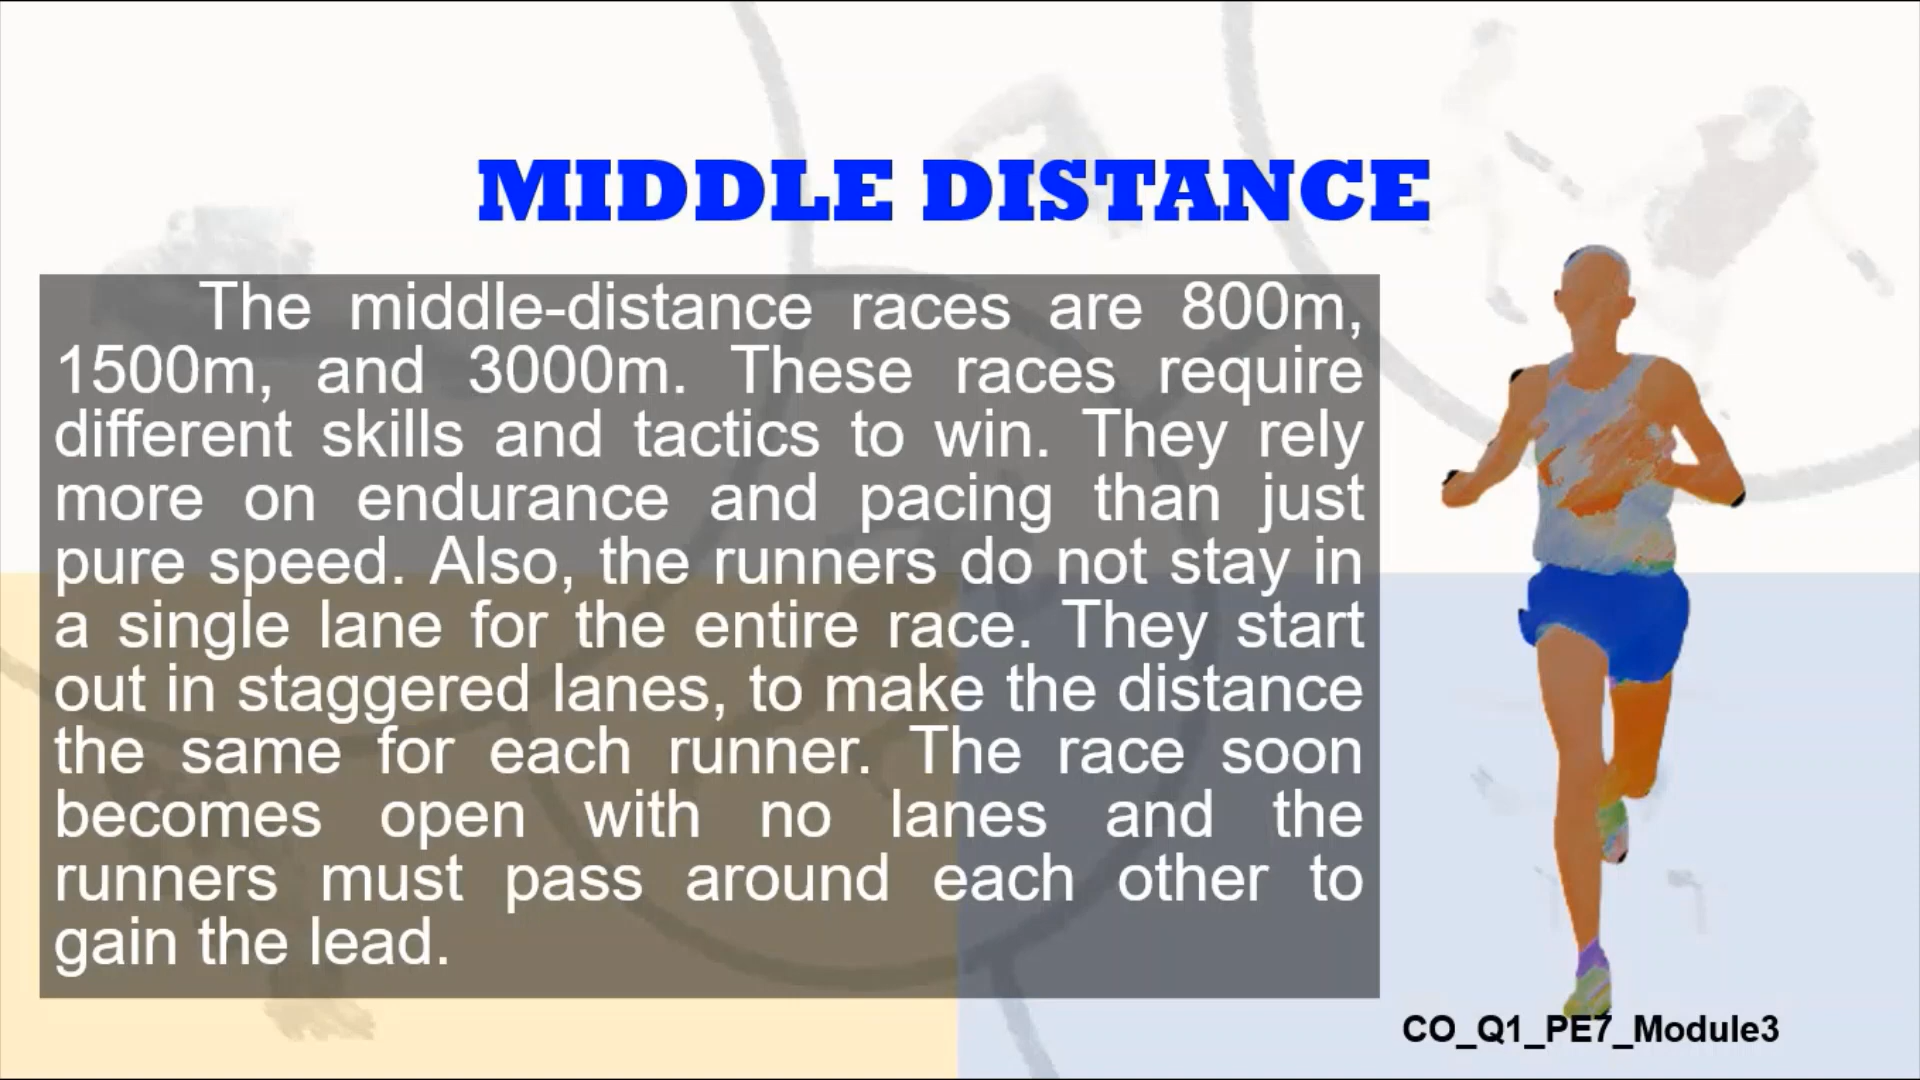 MIDDLE DISTANCE
The middle-distance races are 800m,
1500m, and 3000m. These races require
different skills and tactics to win. They rely
more on endurance and pacing than just
pure speed. Also, the runners do not stay in
a single lane for the entire race. They start
out in staggered lanes, to make the distance
the same for each runner. The race soon
becomes open with no lanes and the
runners must pass around each other to
gain the lead.
CO_Q1_PE7_Module3